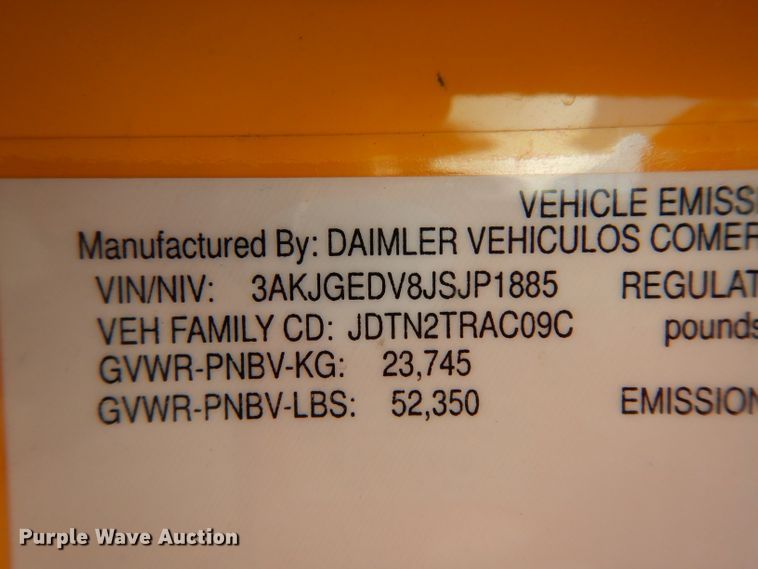 VEHICLE EMISS
Manufactured By: DAIMLER VEHICULOS COMER
VIN/NIV: 3AKJGEDV8JSJP1885 REGULAT
VEH FAMILY CD: JDTN2TRAC09C pounds
GVWR-PNBV-KG: 23,745
GVWR-PNBV-LBS: 52,350 EMISSION
Purple Wave Auction